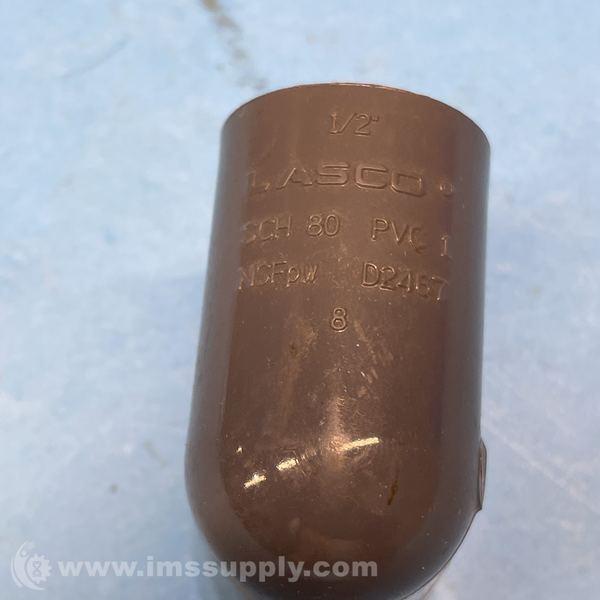 1/2"
LASCO
SCH 80 PVC 1
NSFpw D2467
8
www.imssupply.com